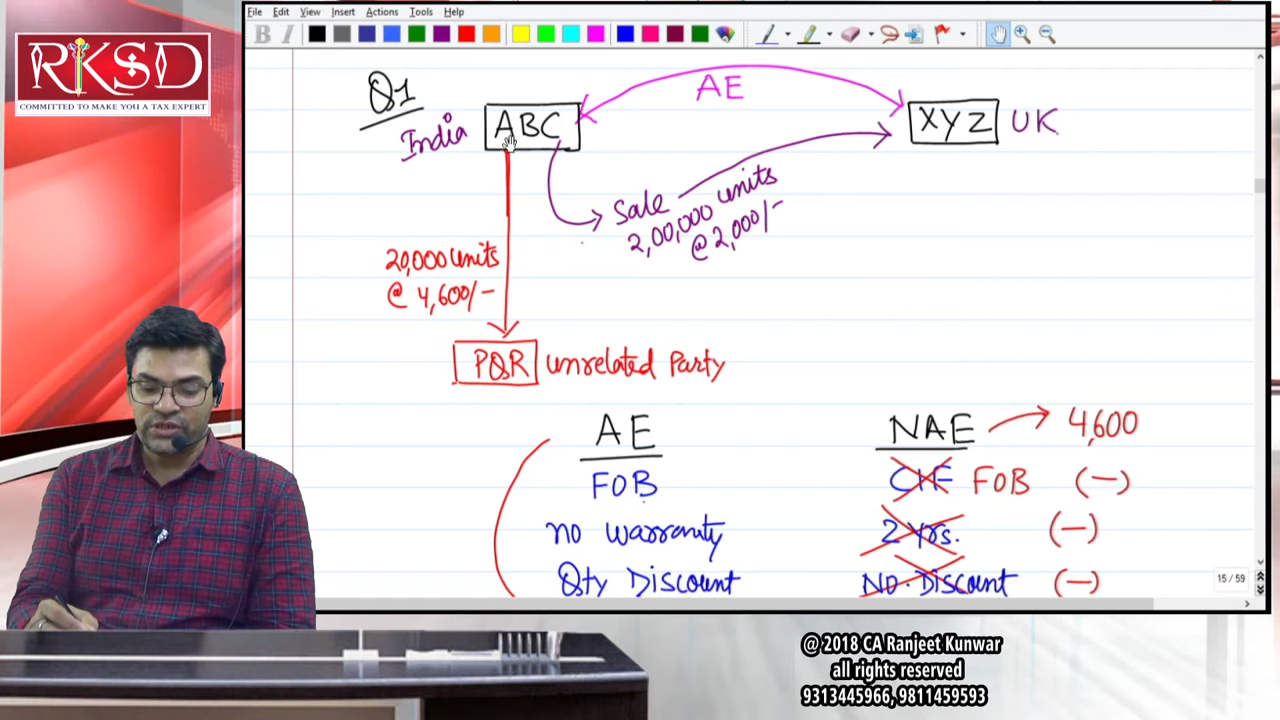 File Edit View Insert Actions Tools Help
B I
RKSD
COMMITTED TO MAKE YOU A TAX EXPERT
Q1
India ABC
AE
XYZ UK
Sale
2,00,000 units
@ 2,000/-
20,000 units
@ 4,600/-
PQR unrelated Party
AE NAE 4,600
FOB CIF FOB (-)
no warranty 2 Yrs. (-)
Qty Discount No. Discount (-)
15 / 59
@ 2018 CA Ranjeet Kunwar
all rights reserved
9313445966, 9811459593